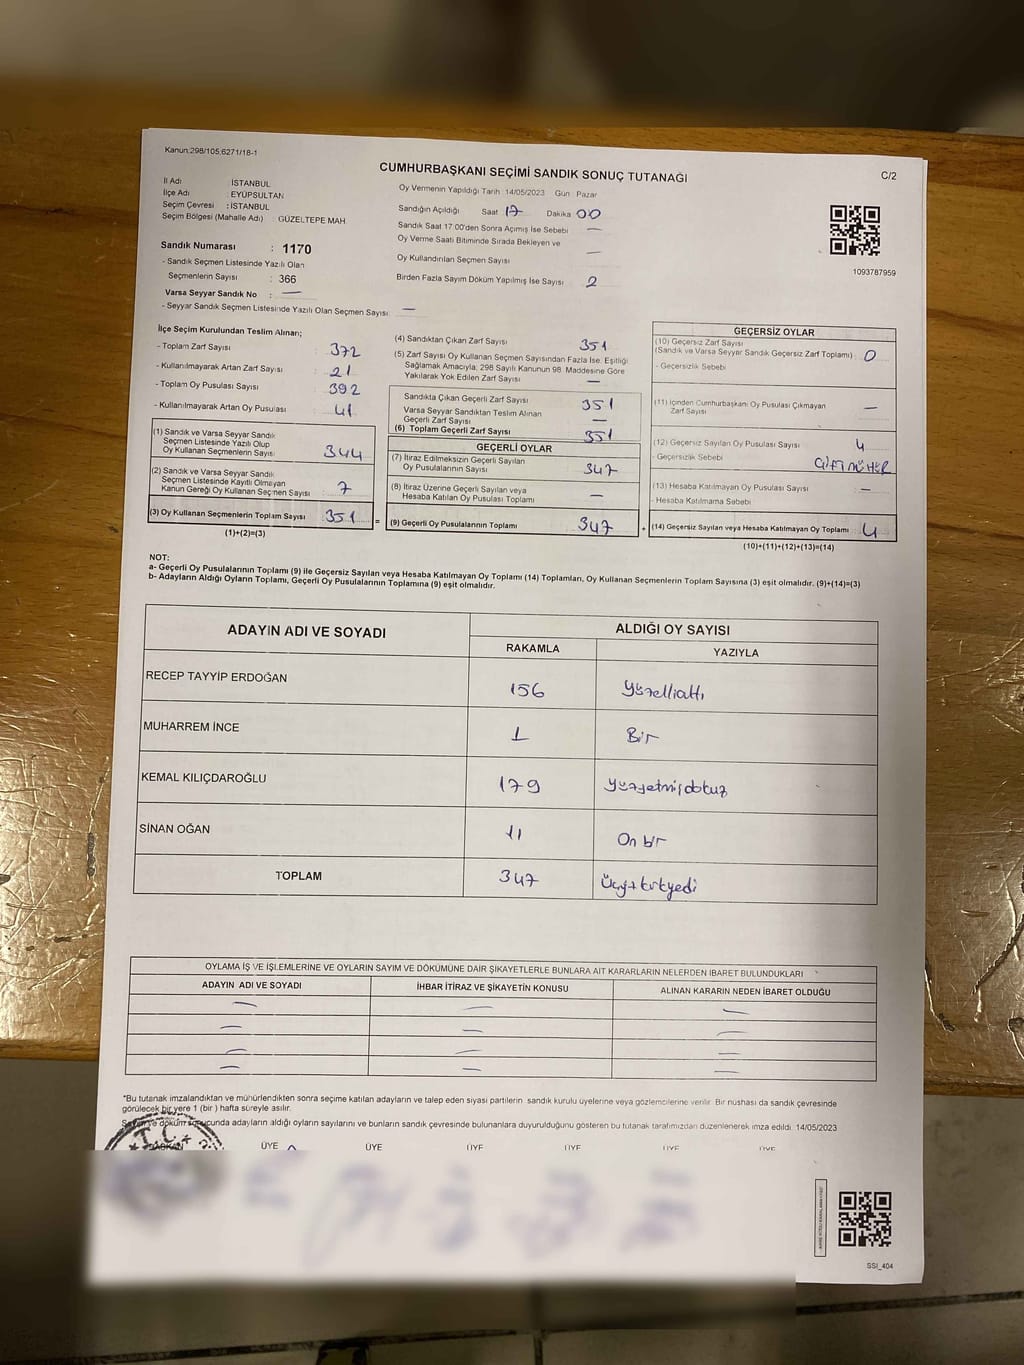 Kanun:298/105,6271/18-1
CUMHURBAŞKANI SEÇİMİ SANDIK SONUÇ TUTANAĞI
C/2
İl Adı : İSTANBUL
İlçe Adı : EYÜPSULTAN
Seçim Çevresi : İSTANBUL
Seçim Bölgesi (Mahalle Adı) : GÜZELTEPE MAH.
Sandık Numarası : 1170
- Sandık Seçmen Listesinde Yazılı Olan
Seçmenlerin Sayısı : 366
Varsa Seyyar Sandık No : —
- Seyyar Sandık Seçmen Listesinde Yazılı Olan Seçmen Sayısı: —
Oy Vermenin Yapıldığı Tarih 14/05/2023 Gün Pazar
Sandığın Açıldığı Saat 17 Dakika 00
Sandık Saat 17:00'den Sonra Açımış İse Sebebi —
Oy Verme Saati Bitiminde Sırada Bekleyen ve
Oy Kullandırılan Seçmen Sayısı —
Birden Fazla Sayım Döküm Yapılmış İse Sayısı 2
1093787959
İlçe Seçim Kurulundan Teslim Alınan;
- Toplam Zarf Sayısı : 372
- Kullanılmayarak Artan Zarf Sayısı : 21
- Toplam Oy Pusulası Sayısı : 392
- Kullanılmayarak Artan Oy Pusulası : 41
(1) Sandık ve Varsa Seyyar Sandık
Seçmen Listesinde Yazılı Olup
Oy Kullanan Seçmenlerin Sayısı : 344
(2) Sandık ve Varsa Seyyar Sandık
Seçmen Listesinde Kayıtlı Olmayan
Kanun Gereği Oy Kullanan Seçmen Sayısı : 7
(3) Oy Kullanan Seçmenlerin Toplam Sayısı : 351
(1)+(2)=(3)
(4) Sandıktan Çıkan Zarf Sayısı 351
(5) Zarf Sayısı Oy Kullanan Seçmen Sayısından Fazla İse, Eşitliği
Sağlamak Amacıyla; 298 Sayılı Kanunun 98. Maddesine Göre
Yakılarak Yok Edilen Zarf Sayısı —
Sandıkta Çıkan Geçerli Zarf Sayısı 351
Varsa Seyyar Sandıktan Teslim Alınan
Geçerli Zarf Sayısı —
(6) Toplam Geçerli Zarf Sayısı 351
GEÇERLİ OYLAR
(7) İtiraz Edilmeksizin Geçerli Sayılan
Oy Pusulalarının Sayısı 347
(8) İtiraz Üzerine Geçerli Sayılan veya
Hesaba Katılan Oy Pusulası Toplamı —
= (9) Geçerli Oy Pusulalarının Toplamı 347 +
GEÇERSİZ OYLAR
(10) Geçersiz Zarf Sayısı
(Sandık ve Varsa Seyyar Sandık Geçersiz Zarf Toplamı) : 0
- Geçersizlik Sebebi
(11) İçinden Cumhurbaşkanı Oy Pusulası Çıkmayan
Zarf Sayısı —
(12) Geçersiz Sayılan Oy Pusulası Sayısı 4
- Geçersizlik Sebebi ÇİFT MÜHÜR
(13) Hesaba Katılmayan Oy Pusulası Sayısı —
- Hesaba Katılmama Sebebi
(14) Geçersiz Sayılan veya Hesaba Katılmayan Oy Toplamı 4
(10)+(11)+(12)+(13)=(14)
NOT:
a- Geçerli Oy Pusulalarının Toplamı (9) ile Geçersiz Sayılan veya Hesaba Katılmayan Oy Toplamı (14) Toplamları, Oy Kullanan Seçmenlerin Toplam Sayısına (3) eşit olmalıdır. (9)+(14)=(3)
b- Adayların Aldığı Oyların Toplamı, Geçerli Oy Pusulalarının Toplamına (9) eşit olmalıdır.
ADAYIN ADI VE SOYADI
ALDIĞI OY SAYISI
RAKAMLA YAZIYLA
RECEP TAYYİP ERDOĞAN 156 Yüzellialtı
MUHARREM İNCE 1 Bir
KEMAL KILIÇDAROĞLU 179 Yüzyetmişdokuz
SİNAN OĞAN 11 On bir
TOPLAM 347 Üçyüzkırkyedi
OYLAMA İŞ VE İŞLEMLERİNE VE OYLARIN SAYIM VE DÖKÜMÜNE DAİR ŞİKAYETLERLE BUNLARA AİT KARARLARIN NELERDEN İBARET BULUNDUKLARI
ADAYIN ADI VE SOYADI İHBAR İTİRAZ VE ŞİKAYETİN KONUSU ALINAN KARARIN NEDEN İBARET OLDUĞU
— — —
— — —
— — —
— — —
*Bu tutanak imzalandıktan ve mühürlendikten sonra seçime katılan adayların ve talep eden siyasi partilerin, sandık kurulu üyelerine veya gözlemcilerine verilir. Bir nüshası da sandık çevresinde
görülecek bir yere 1 (bir) hafta süreyle asılır.
Sayım ve döküm sonucunda adayların aldığı oyların sayılarını ve bunların sandık çevresinde bulunanlara duyurulduğunu gösteren bu tutanak tarafımızdan düzenlenerek imza edildi. 14/05/2023
T.C.
BAŞKAN ÜYE ÜYE ÜYE ÜYE ÜYE ÜYE
SSI_404